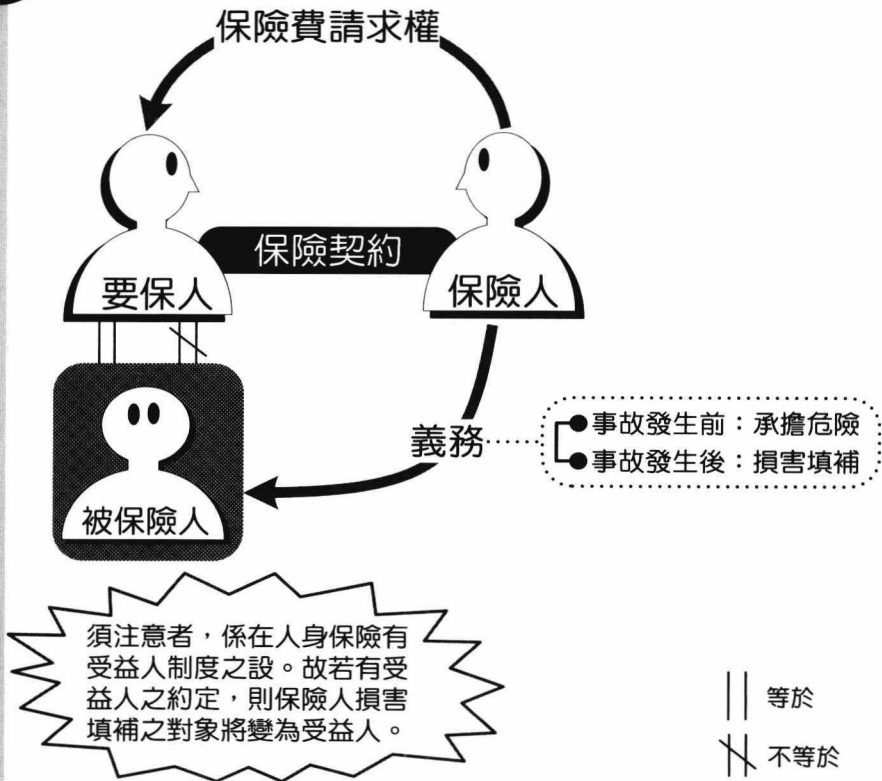 保險費請求權
保險契約
要保人
保險人
義務
事故發生前：承擔危險
事故發生後：損害填補
被保險人
須注意者，係在人身保險有
受益人制度之設。故若有受
益人之約定，則保險人損害
填補之對象將變為受益人。
等於
不等於